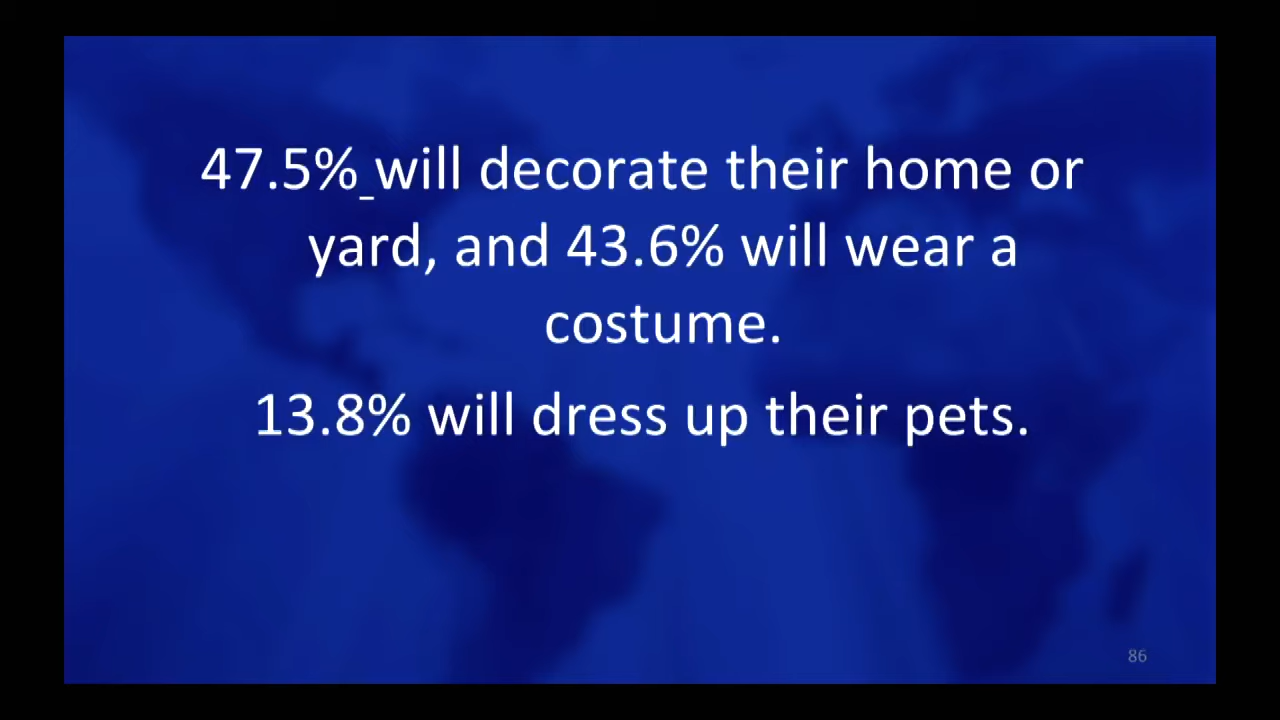 47.5% will decorate their home or
yard, and 43.6% will wear a
costume.
13.8% will dress up their pets.
86